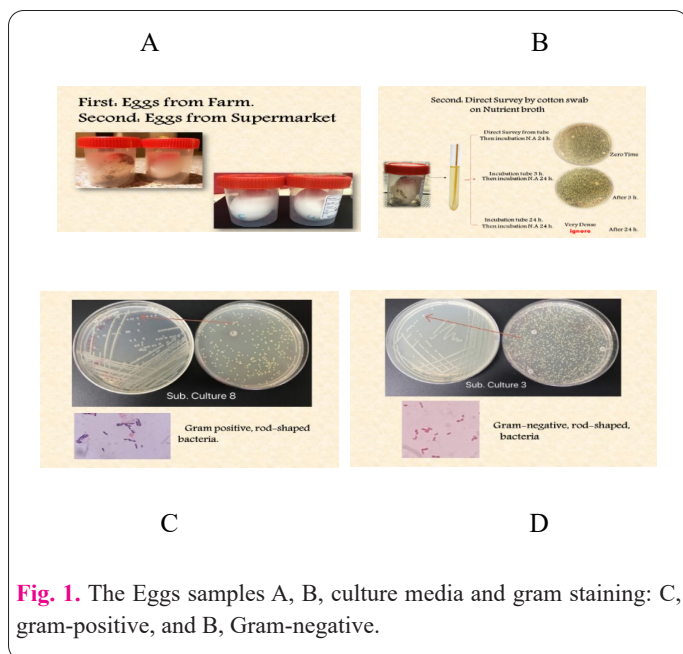 A
B
First, Eggs from Farm.
Second, Eggs from Supermarket
Second, Direct Survey by cotton swab
on Nutrient broth
Direct Survey from tube
Then incubation N.A 24 h.
Zero Time
Incubation tube 3 h.
Then incubation N.A 24 h.
After 3 h.
Incubation tube 24 h.
Then incubation N.A 24 h.
Very Dense
ignore
After 24 h.
Sub. Culture 8
Gram positive, rod-shaped
bacteria.
Sub. Culture 3
Gram-negative, rod-shaped,
bacteria
C
D
Fig. 1. The Eggs samples A, B, culture media and gram staining: C,
gram-positive, and B, Gram-negative.